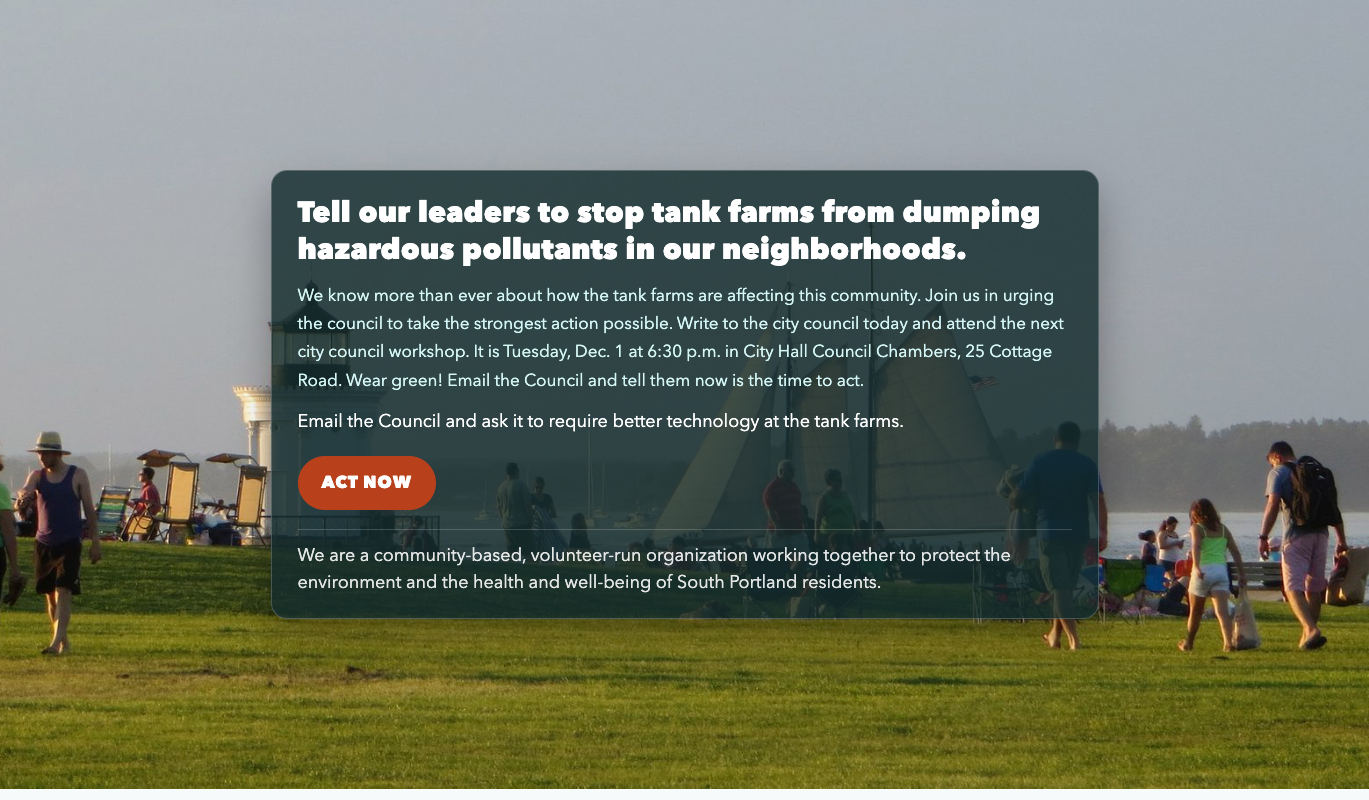 Tell our leaders to stop tank farms from dumping
hazardous pollutants in our neighborhoods.
We know more than ever about how the tank farms are affecting this community. Join us in urging
the council to take the strongest action possible. Write to the city council today and attend the next
city council workshop. It is Tuesday, Dec. 1 at 6:30 p.m. in City Hall Council Chambers, 25 Cottage
Road. Wear green! Email the Council and tell them now is the time to act.
Email the Council and ask it to require better technology at the tank farms.
ACT NOW
We are a community-based, volunteer-run organization working together to protect the
environment and the health and well-being of South Portland residents.